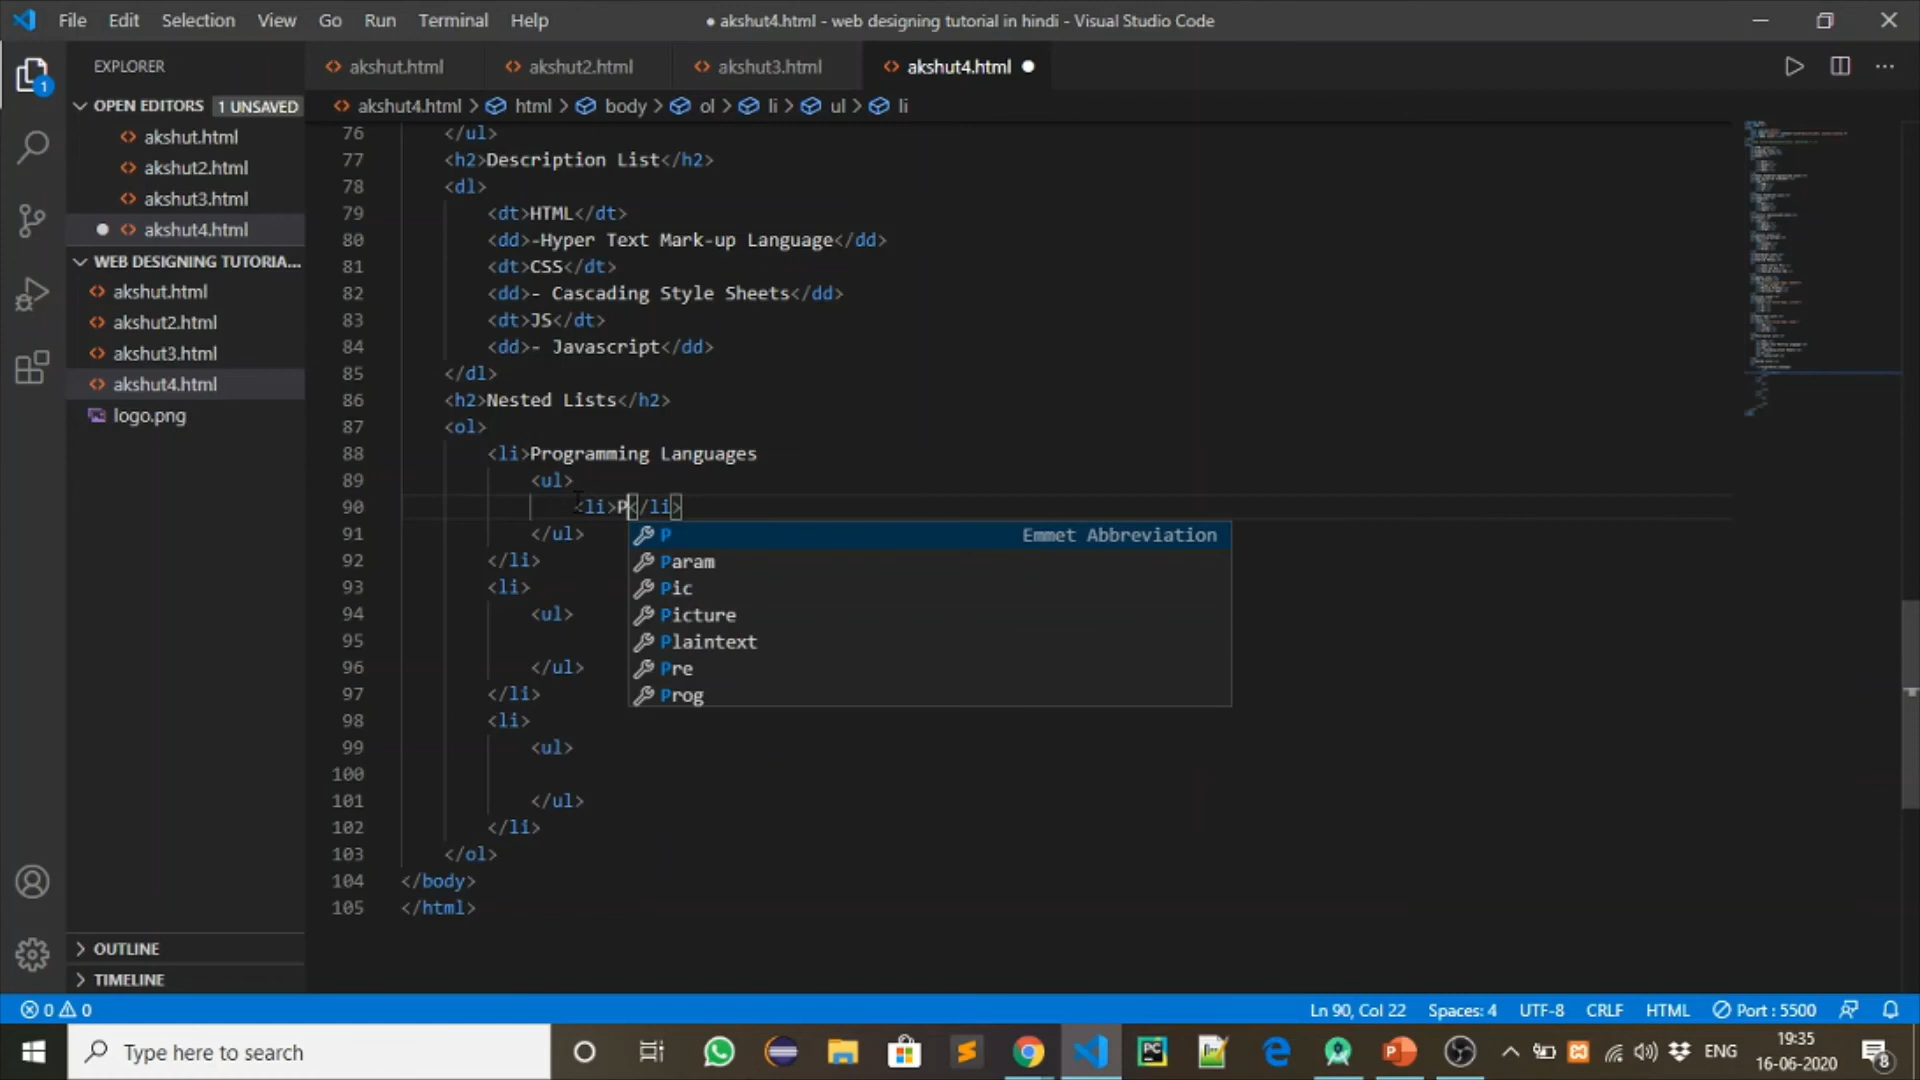 File Edit Selection View Go Run Terminal Help
● akshut4.html - web designing tutorial in hindi - Visual Studio Code
EXPLORER
akshut.html akshut2.html akshut3.html akshut4.html ●
OPEN EDITORS 1 UNSAVED
akshut4.html > html > body > ol > li > ul > li
akshut.html
akshut2.html
akshut3.html
● akshut4.html
WEB DESIGNING TUTORIA...
akshut.html
akshut2.html
akshut3.html
akshut4.html
logo.png
OUTLINE
TIMELINE
76 </ul>
77 <h2>Description List</h2>
78 <dl>
79 <dt>HTML</dt>
80 <dd>-Hyper Text Mark-up Language</dd>
81 <dt>CSS</dt>
82 <dd>- Cascading Style Sheets</dd>
83 <dt>JS</dt>
84 <dd>- Javascript</dd>
85 </dl>
86 <h2>Nested Lists</h2>
87 <ol>
88 <li>Programming Languages
89 <ul>
90 <li>P</li>
91 </ul>
92 </li>
93 <li>
94 <ul>
95
96 </ul>
97 </li>
98 <li>
99 <ul>
100
101 </ul>
102 </li>
103 </ol>
104 </body>
105 </html>
P Emmet Abbreviation
Param
Pic
Picture
Plaintext
Pre
Prog
1
0 0
Ln 90, Col 22 Spaces: 4 UTF-8 CRLF HTML Port : 5500
Type here to search
PC
P
ENG
19:35
16-06-2020
8